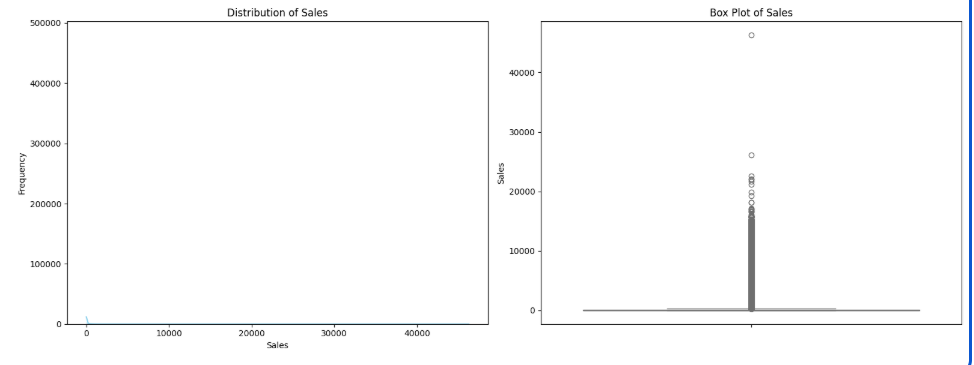 Distribution of Sales
500000
400000
300000
200000
100000
0
Frequency
0 10000 20000 30000 40000
Sales
Box Plot of Sales
40000
30000
20000
10000
0
Sales